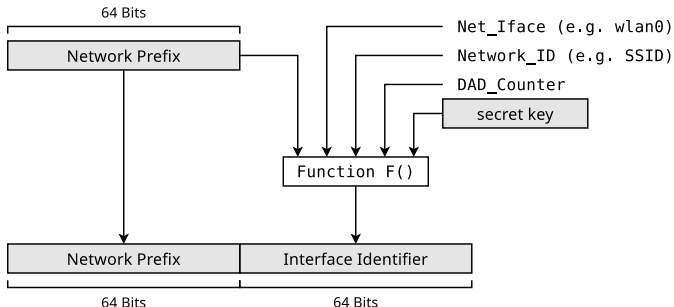 64 Bits
Net_Iface (e.g. wlan0)
Network Prefix
Network_ID (e.g. SSID)
DAD_Counter
secret key
Function F()
Network Prefix
Interface Identifier
64 Bits
64 Bits